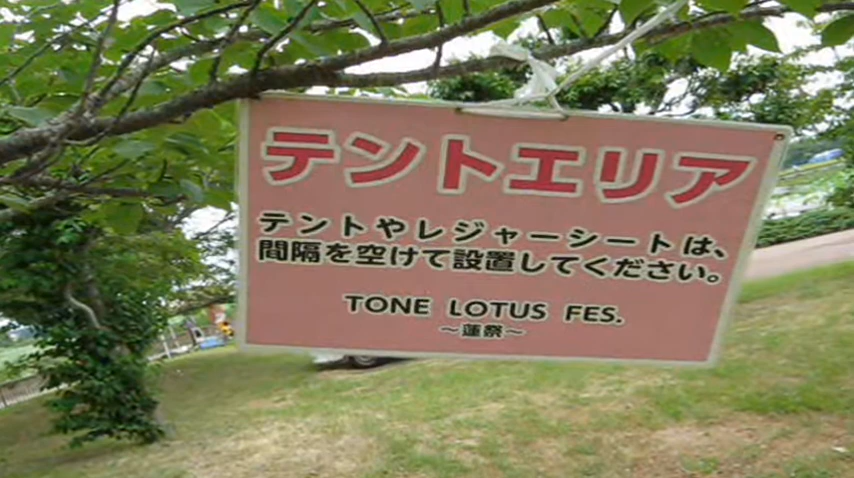 テントエリア
テントやレジャーシートは、
間隔を空けて設置してください。
TONE LOTUS FES.
～蓮祭～